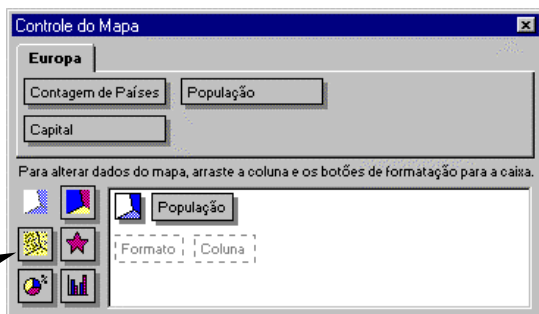 Controle do Mapa
Europa
Contagem de Países População
Capital
Para alterar dados do mapa, arraste a coluna e os botões de formatação para a caixa.
População
Formato Coluna
%